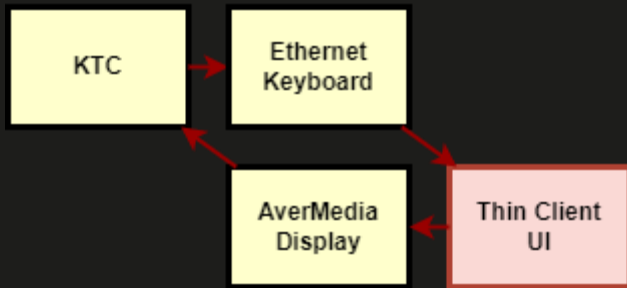 KTC
Ethernet
Keyboard
AverMedia
Display
Thin Client
UI